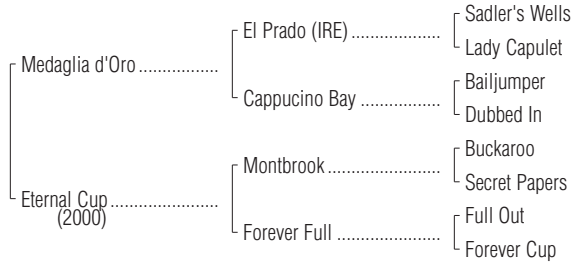 Sadler's Wells
El Prado (IRE) ...................
Lady Capulet
Medaglia d'Oro .................
Bailjumper
Cappucino Bay .................
Dubbed In
Buckaroo
Montbrook ........................
Secret Papers
Eternal Cup .......................
(2000)
Full Out
Forever Full ......................
Forever Cup